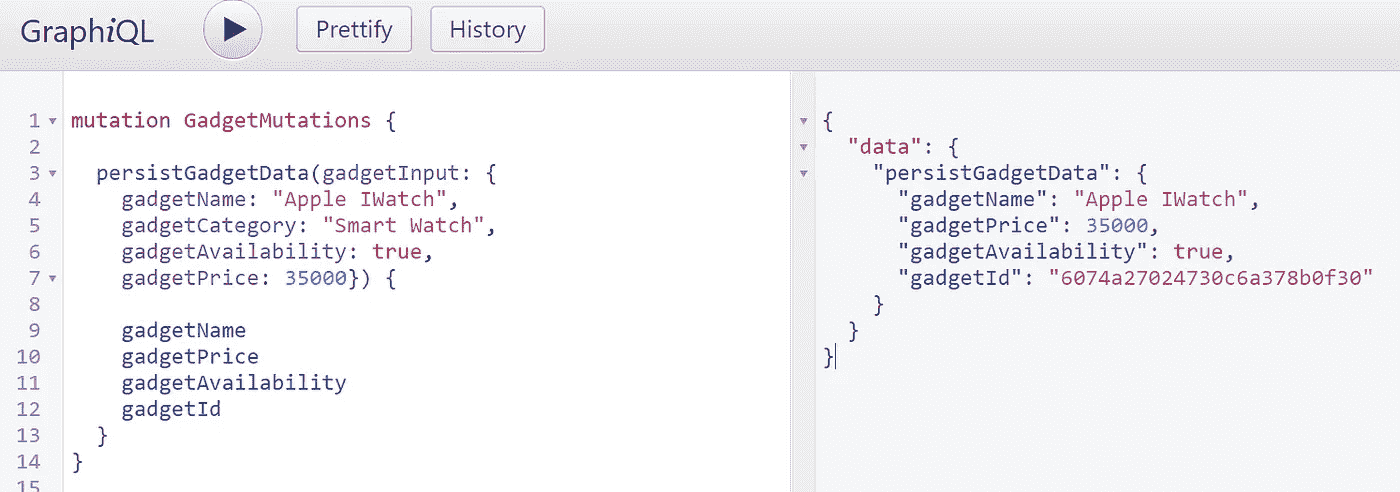 GraphiQL Prettify History
1 mutation GadgetMutations {
2
3 persistGadgetData(gadgetInput: {
4 gadgetName: "Apple IWatch",
5 gadgetCategory: "Smart Watch",
6 gadgetAvailability: true,
7 gadgetPrice: 35000}) {
8
9 gadgetName
10 gadgetPrice
11 gadgetAvailability
12 gadgetId
13 }
14 }
15
{
"data": {
"persistGadgetData": {
"gadgetName": "Apple IWatch",
"gadgetPrice": 35000,
"gadgetAvailability": true,
"gadgetId": "6074a27024730c6a378b0f30"
}
}
}